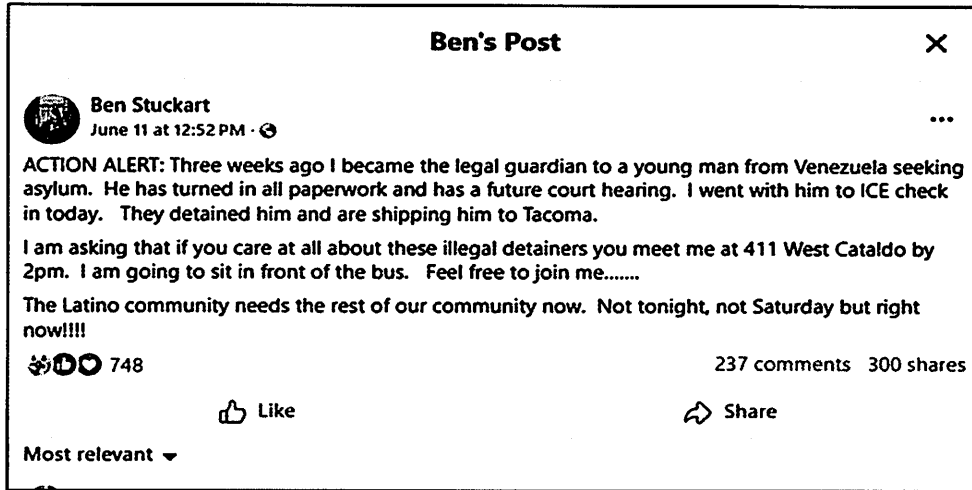 Ben's Post
Ben Stuckart
June 11 at 12:52 PM ·
ACTION ALERT: Three weeks ago I became the legal guardian to a young man from Venezuela seeking
asylum. He has turned in all paperwork and has a future court hearing. I went with him to ICE check
in today. They detained him and are shipping him to Tacoma.
I am asking that if you care at all about these illegal detainers you meet me at 411 West Cataldo by
2pm. I am going to sit in front of the bus. Feel free to join me.......
The Latino community needs the rest of our community now. Not tonight, not Saturday but right
now!!!!
748 237 comments 300 shares
Like Share
Most relevant